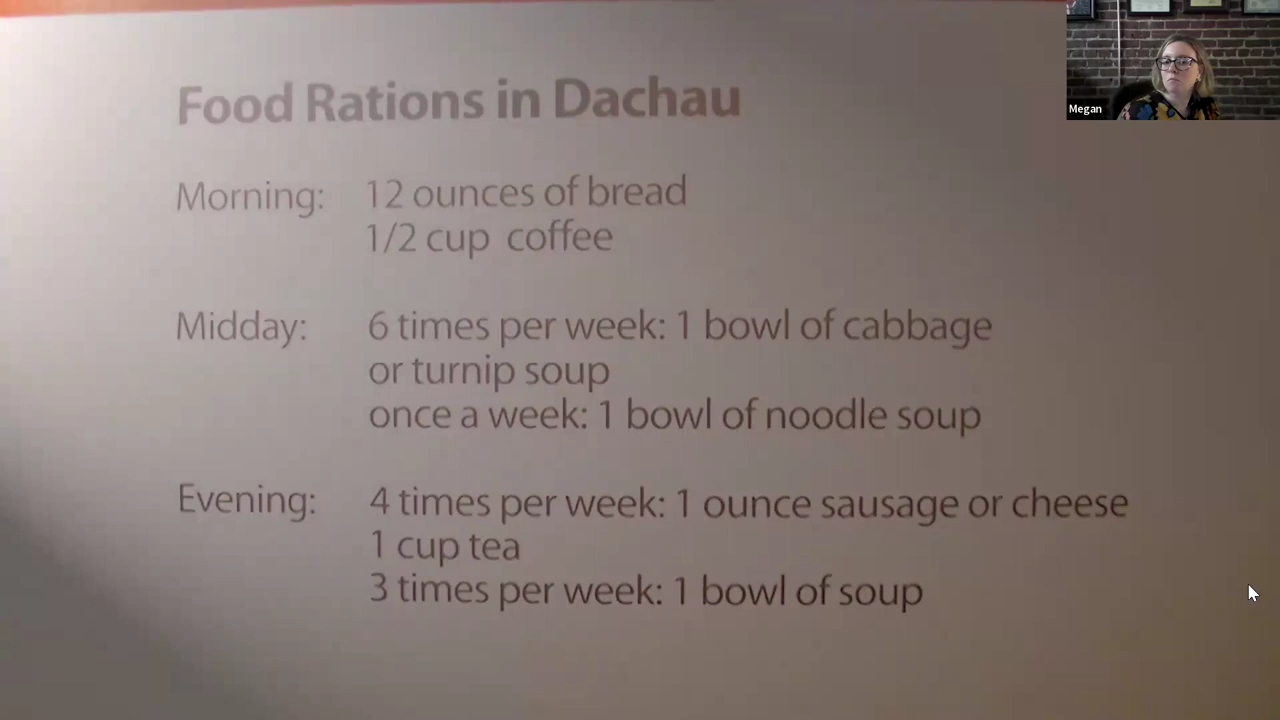 Food Rations in Dachau
Morning: 12 ounces of bread
1/2 cup coffee
Midday: 6 times per week: 1 bowl of cabbage
or turnip soup
once a week: 1 bowl of noodle soup
Evening: 4 times per week: 1 ounce sausage or cheese
1 cup tea
3 times per week: 1 bowl of soup
Megan